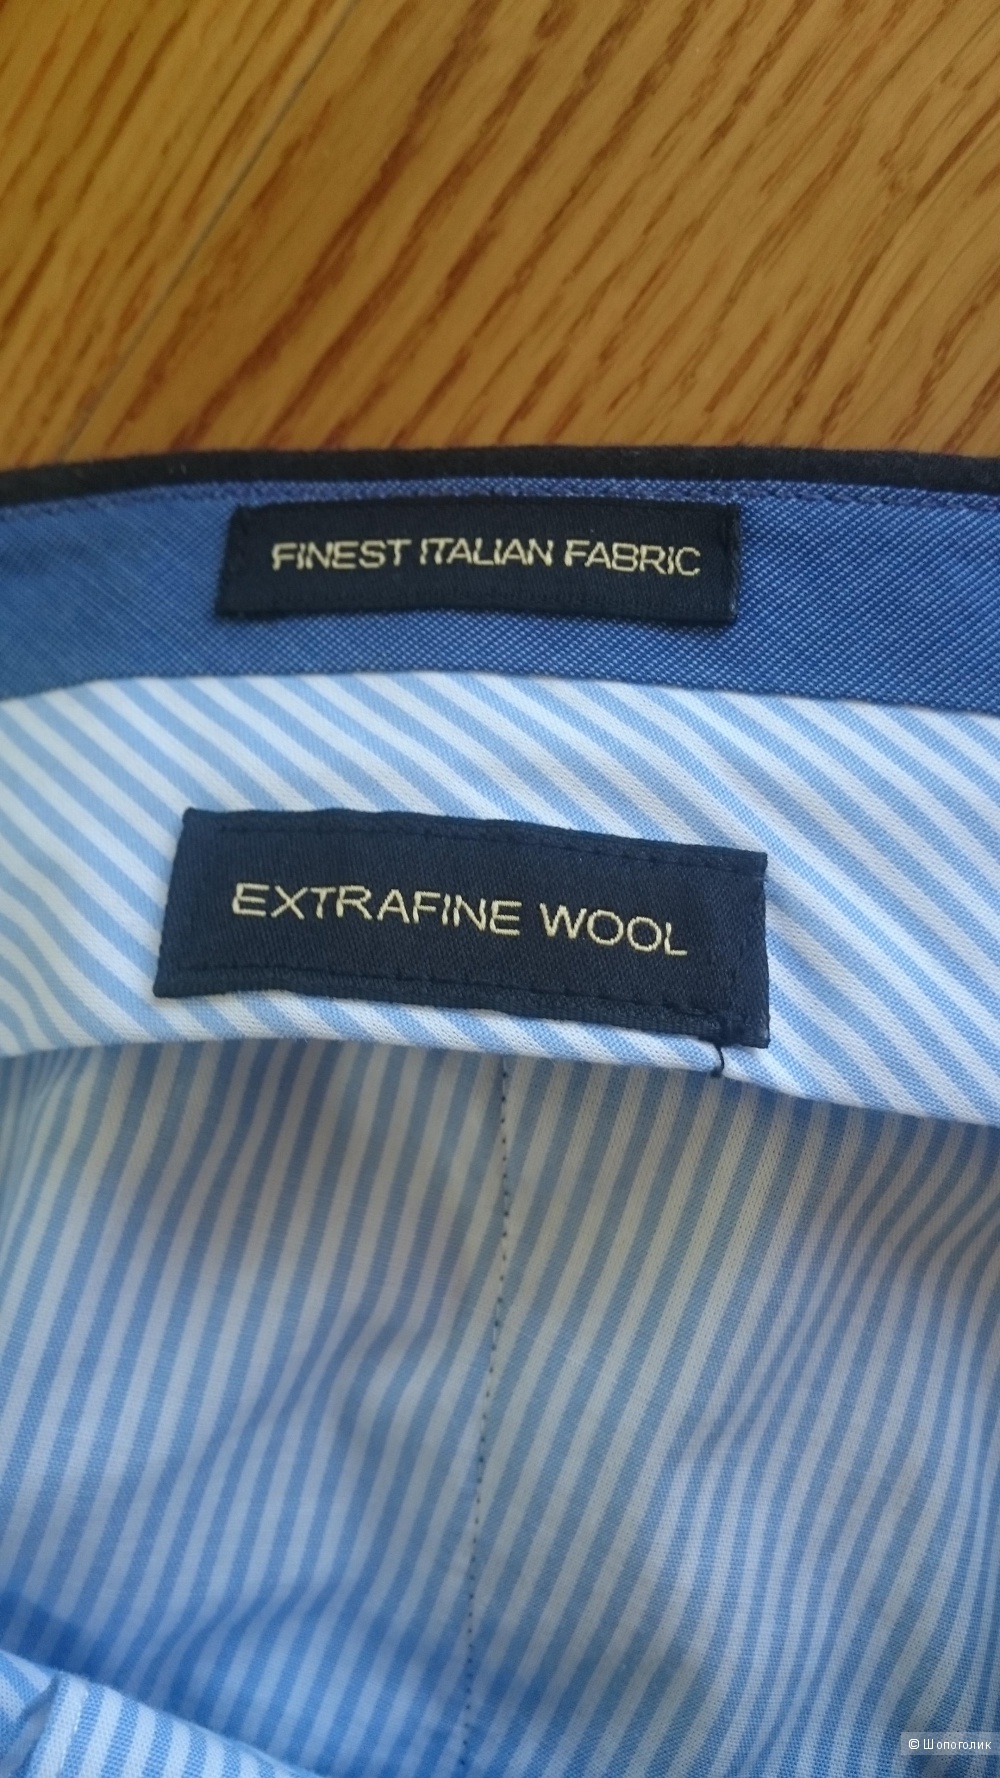 FINEST ITALIAN FABRIC
EXTRAFINE WOOL
© Шопоголик